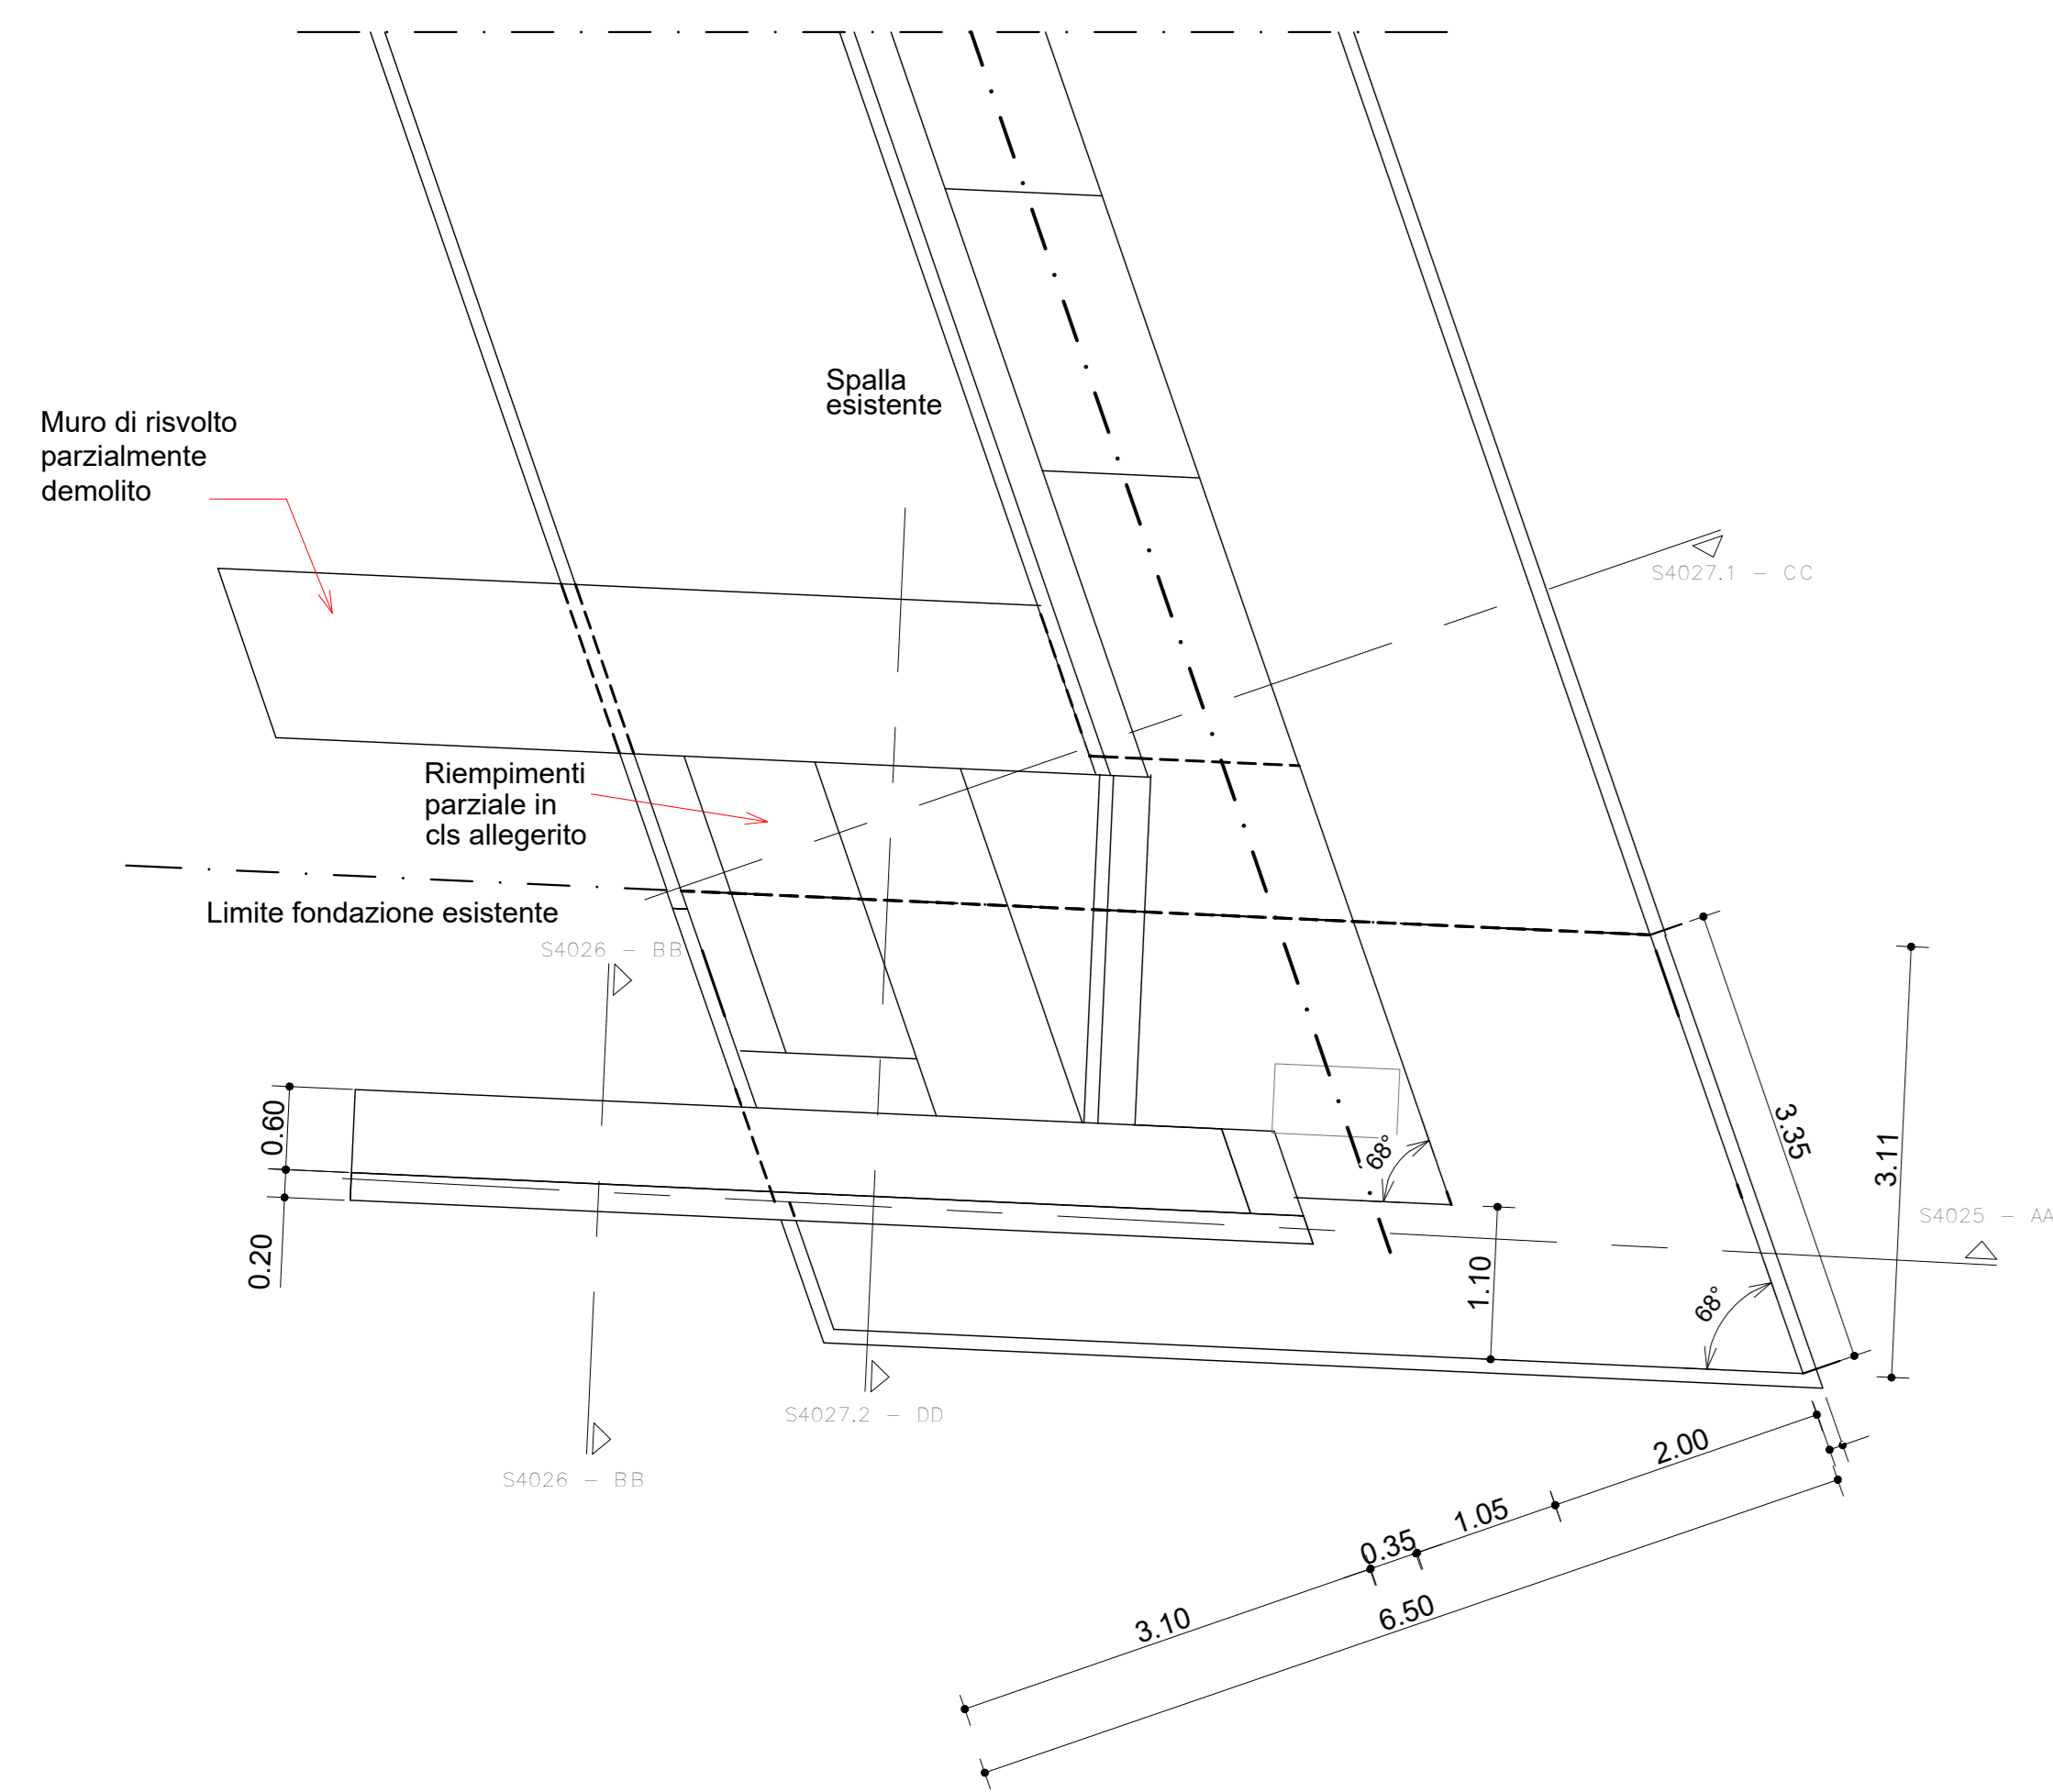 Spalla
esistente
Muro di risvolto
parzialmente
demolito
S4027.1 - CC
Riempimenti
parziale in
cls allegerito
Limite fondazione esistente
S4026 - BB
0.60
0.20
68°
3.35
3.11
S4025 - AA
1.10
68°
S4027.2 - DD
S4026 - BB
2.00
1.05
0.35
3.10
6.50